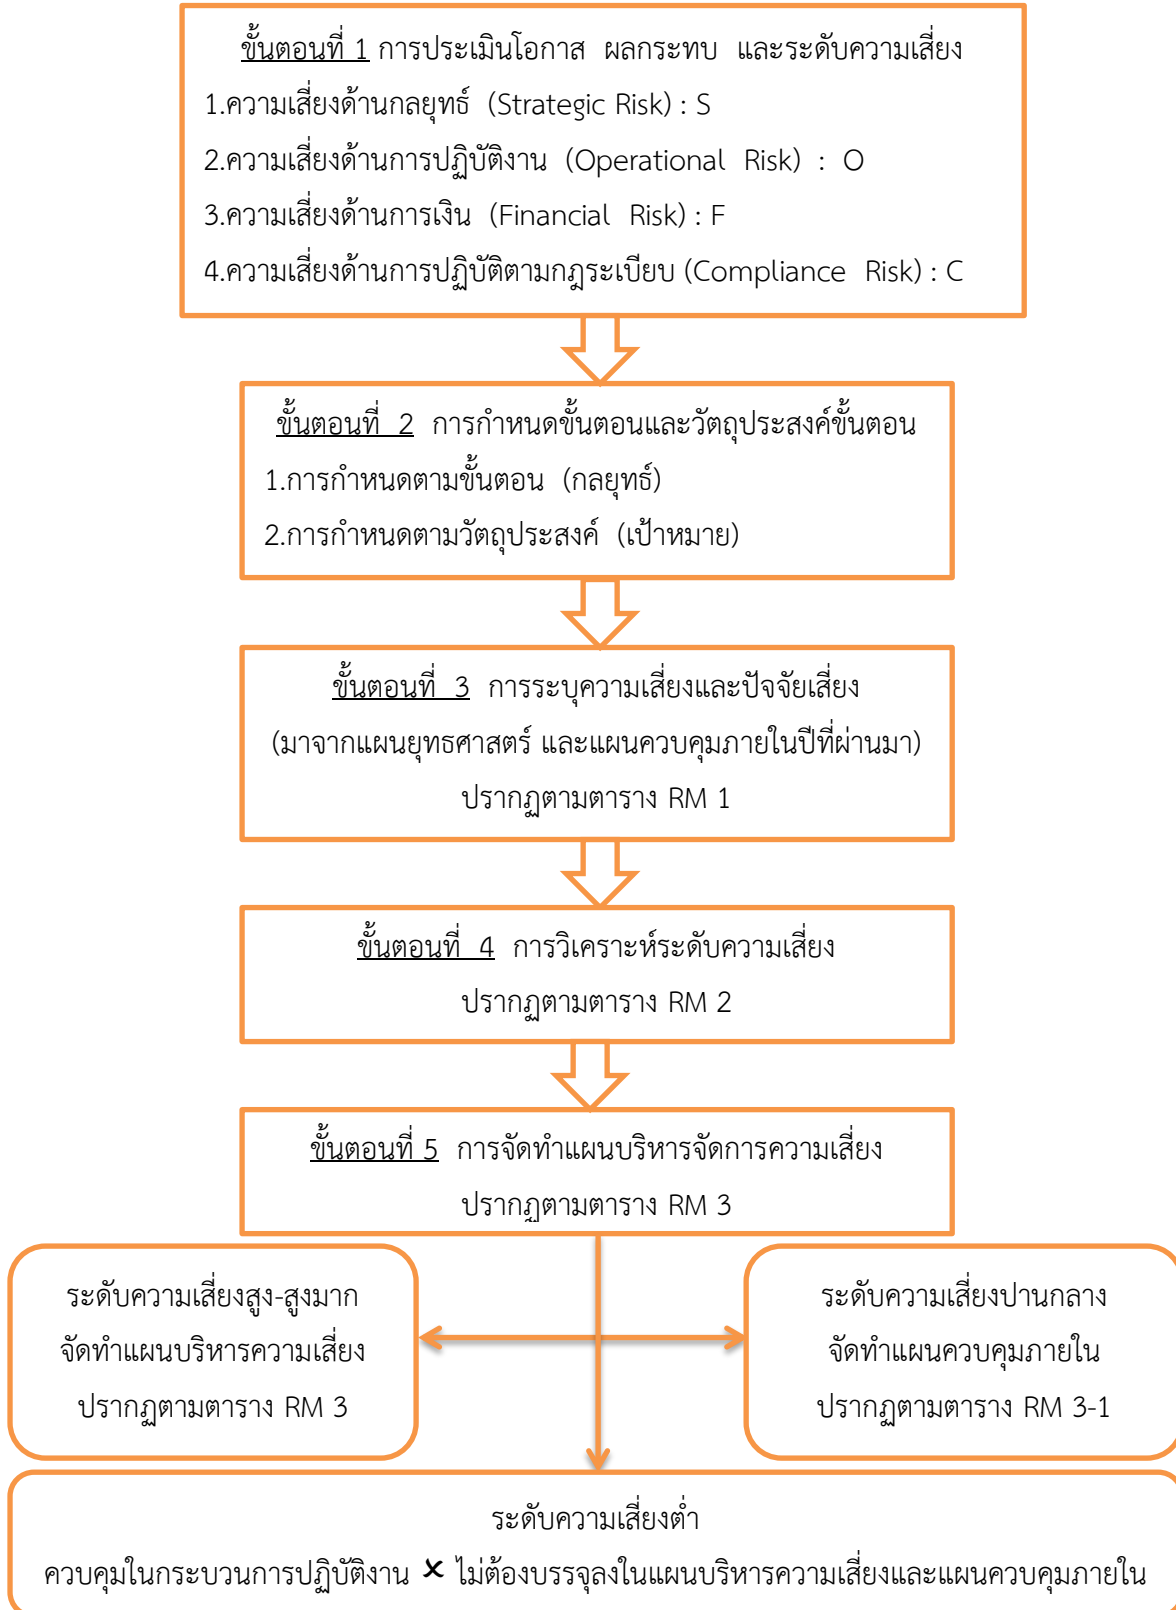 ขั้นตอนที่ 1 การประเมินโอกาส ผลกระทบ และระดับความเสี่ยง
1.ความเสี่ยงด้านกลยุทธ์ (Strategic Risk) : S
2.ความเสี่ยงด้านการปฏิบัติงาน (Operational Risk) : O
3.ความเสี่ยงด้านการเงิน (Financial Risk) : F
4.ความเสี่ยงด้านการปฏิบัติตามกฎระเบียบ (Compliance Risk) : C
ขั้นตอนที่ 2 การกำหนดขั้นตอนและวัตถุประสงค์ขั้นตอน
1.การกำหนดตามขั้นตอน (กลยุทธ์)
2.การกำหนดตามวัตถุประสงค์ (เป้าหมาย)
ขั้นตอนที่ 3 การระบุความเสี่ยงและปัจจัยเสี่ยง
(มาจากแผนยุทธศาสตร์ และแผนควบคุมภายในปีที่ผ่านมา)
ปรากฏตามตาราง RM 1
ขั้นตอนที่ 4 การวิเคราะห์ระดับความเสี่ยง
ปรากฏตามตาราง RM 2
ขั้นตอนที่ 5 การจัดทำแผนบริหารจัดการความเสี่ยง
ปรากฏตามตาราง RM 3
ระดับความเสี่ยงสูง-สูงมาก
จัดทำแผนบริหารความเสี่ยง
ปรากฏตามตาราง RM 3
ระดับความเสี่ยงปานกลาง
จัดทำแผนควบคุมภายใน
ปรากฏตามตาราง RM 3-1
ระดับความเสี่ยงต่ำ
ควบคุมในกระบวนการปฏิบัติงาน × ไม่ต้องบรรจุลงในแผนบริหารความเสี่ยงและแผนควบคุมภายใน